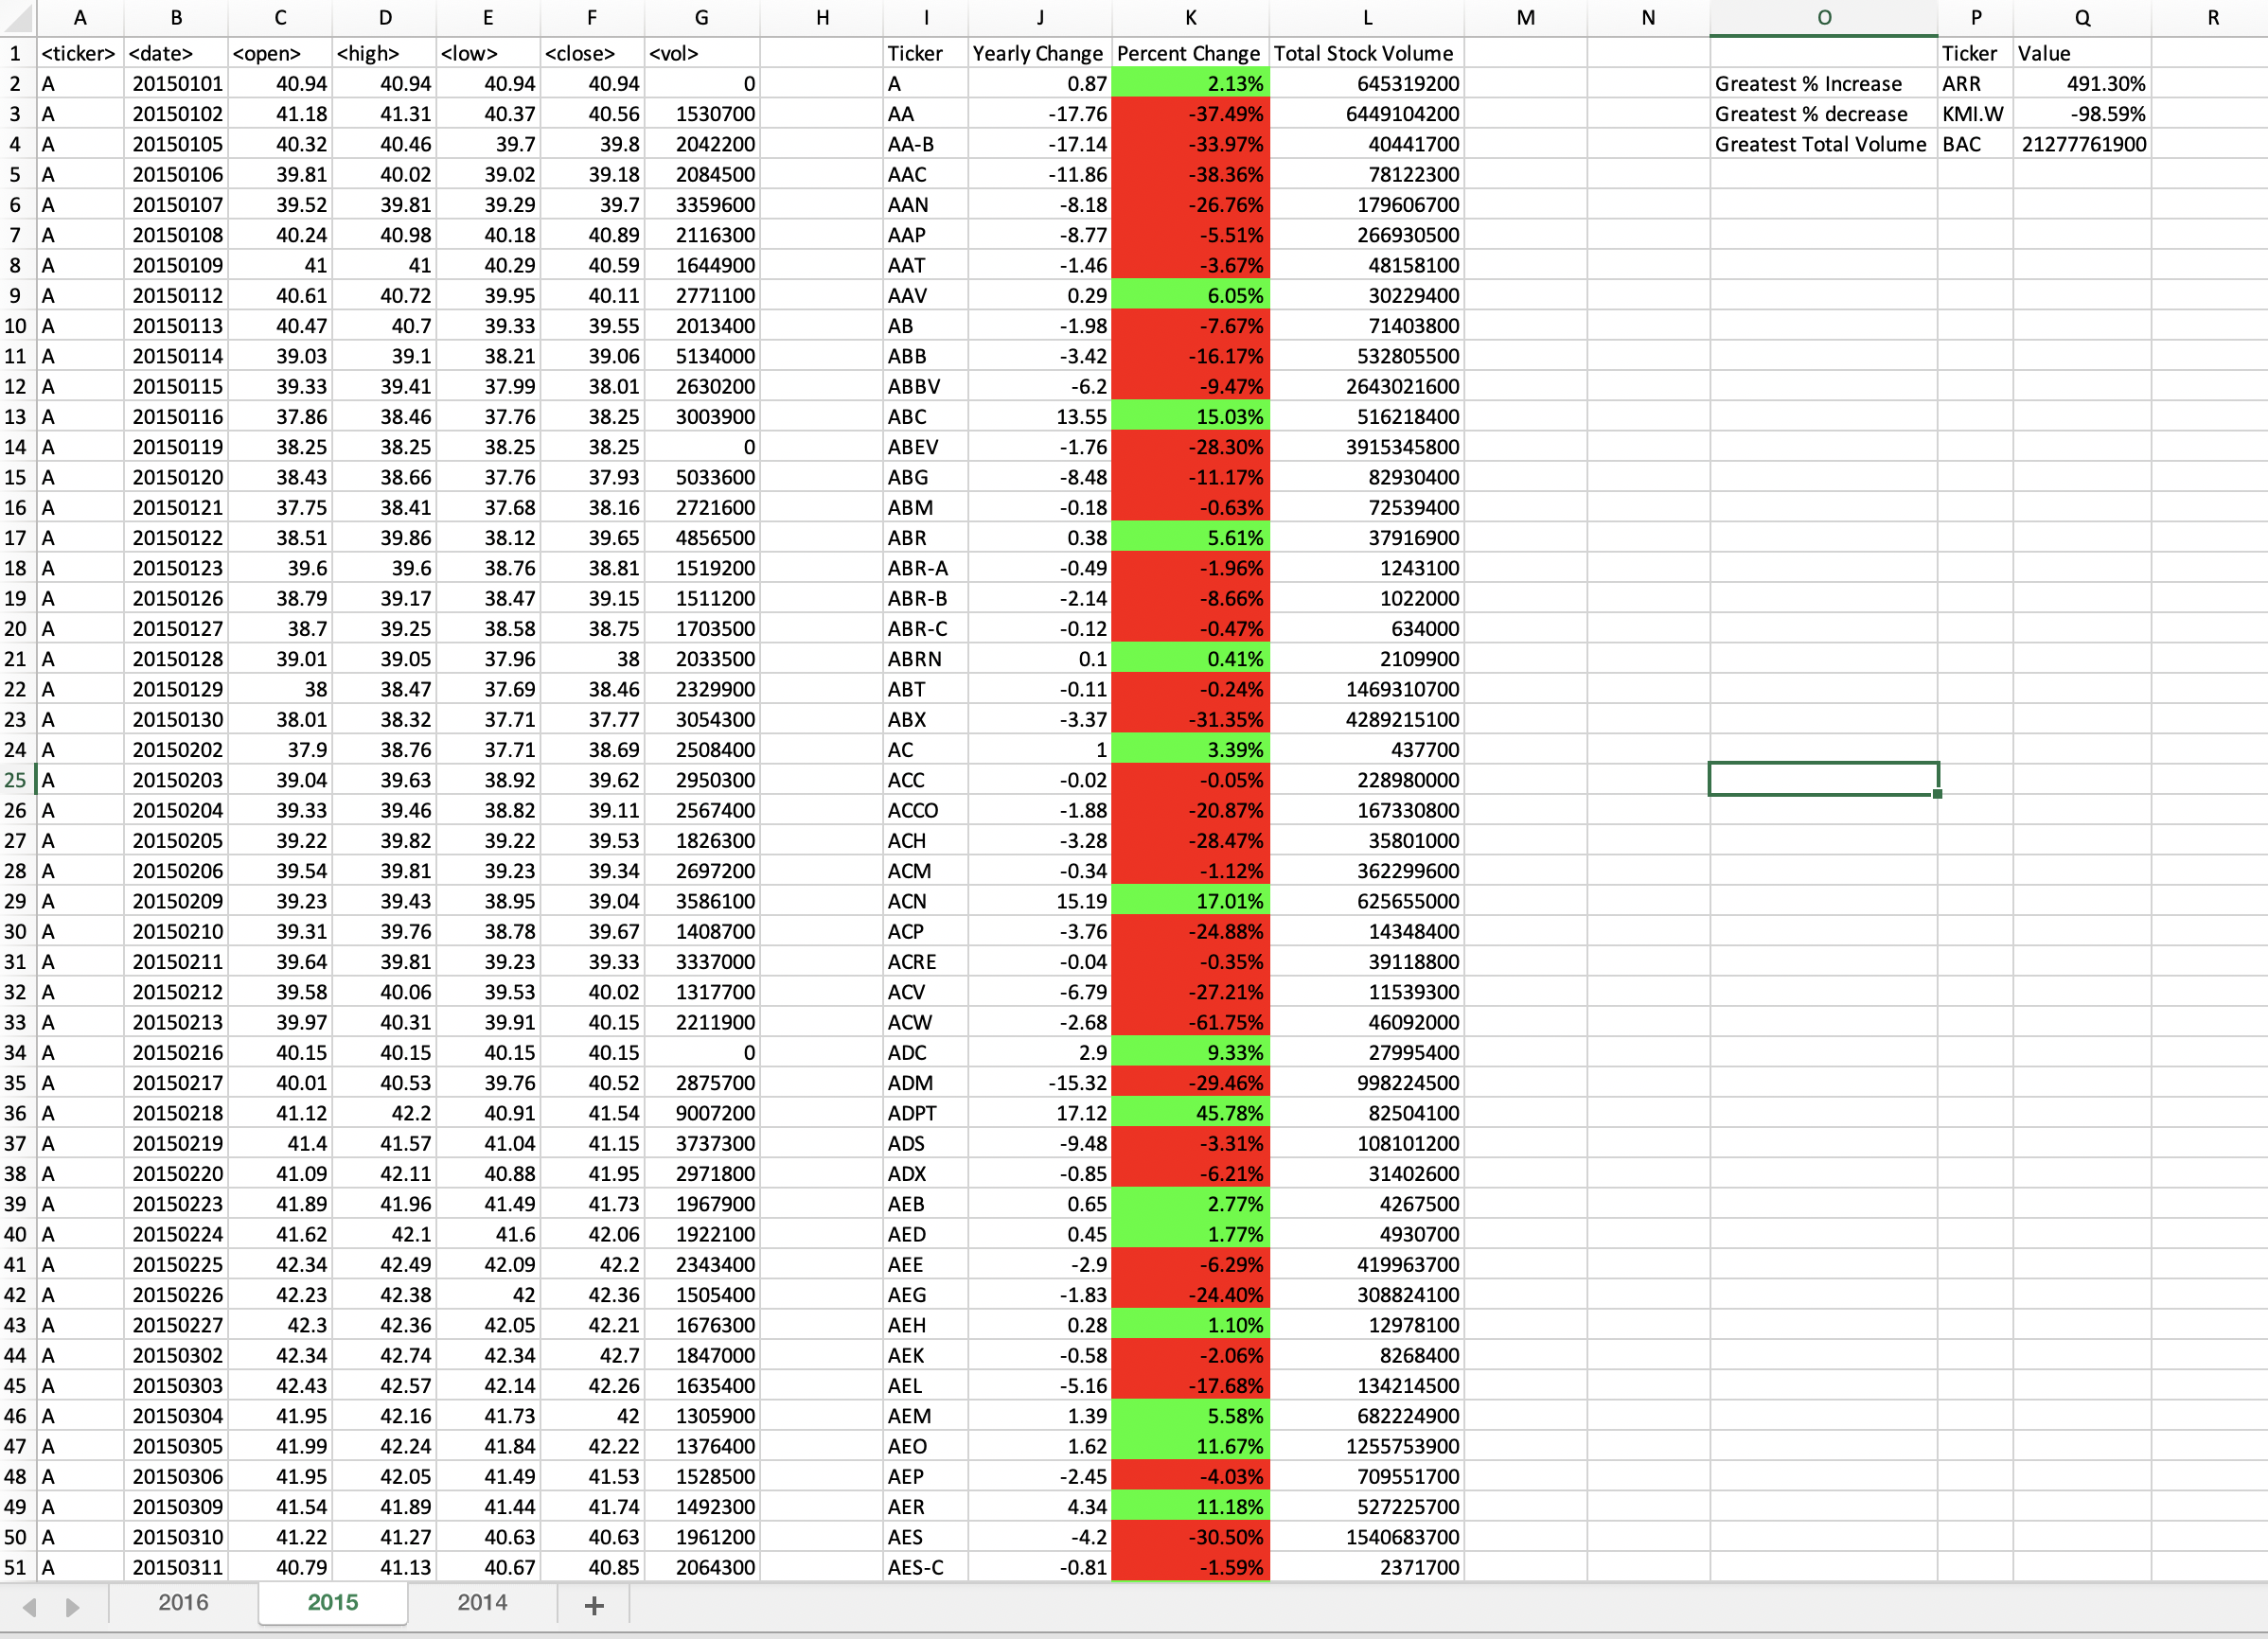 A B C D E F G H I J K L M N O P Q R
1 <ticker> <date> <open> <high> <low> <close> <vol> Ticker Yearly Change Percent Change Total Stock Volume Ticker Value
2 A 20150101 40.94 40.94 40.94 40.94 0 A 0.87 2.13% 645319200 Greatest % Increase ARR 491.30%
3 A 20150102 41.18 41.31 40.37 40.56 1530700 AA -17.76 -37.49% 6449104200 Greatest % decrease KMI.W -98.59%
4 A 20150105 40.32 40.46 39.7 39.8 2042200 AA-B -17.14 -33.97% 40441700 Greatest Total Volume BAC 21277761900
5 A 20150106 39.81 40.02 39.02 39.18 2084500 AAC -11.86 -38.36% 78122300
6 A 20150107 39.52 39.81 39.29 39.7 3359600 AAN -8.18 -26.76% 179606700
7 A 20150108 40.24 40.98 40.18 40.89 2116300 AAP -8.77 -5.51% 266930500
8 A 20150109 41 41 40.29 40.59 1644900 AAT -1.46 -3.67% 48158100
9 A 20150112 40.61 40.72 39.95 40.11 2771100 AAV 0.29 6.05% 30229400
10 A 20150113 40.47 40.7 39.33 39.55 2013400 AB -1.98 -7.67% 71403800
11 A 20150114 39.03 39.1 38.21 39.06 5134000 ABB -3.42 -16.17% 532805500
12 A 20150115 39.33 39.41 37.99 38.01 2630200 ABBV -6.2 -9.47% 2643021600
13 A 20150116 37.86 38.46 37.76 38.25 3003900 ABC 13.55 15.03% 516218400
14 A 20150119 38.25 38.25 38.25 38.25 0 ABEV -1.76 -28.30% 3915345800
15 A 20150120 38.43 38.66 37.76 37.93 5033600 ABG -8.48 -11.17% 82930400
16 A 20150121 37.75 38.41 37.68 38.16 2721600 ABM -0.18 -0.63% 72539400
17 A 20150122 38.51 39.86 38.12 39.65 4856500 ABR 0.38 5.61% 37916900
18 A 20150123 39.6 39.6 38.76 38.81 1519200 ABR-A -0.49 -1.96% 1243100
19 A 20150126 38.79 39.17 38.47 39.15 1511200 ABR-B -2.14 -8.66% 1022000
20 A 20150127 38.7 39.25 38.58 38.75 1703500 ABR-C -0.12 -0.47% 634000
21 A 20150128 39.01 39.05 37.96 38 2033500 ABRN 0.1 0.41% 2109900
22 A 20150129 38 38.47 37.69 38.46 2329900 ABT -0.11 -0.24% 1469310700
23 A 20150130 38.01 38.32 37.71 37.77 3054300 ABX -3.37 -31.35% 4289215100
24 A 20150202 37.9 38.76 37.71 38.69 2508400 AC 1 3.39% 437700
25 A 20150203 39.04 39.63 38.92 39.62 2950300 ACC -0.02 -0.05% 228980000
26 A 20150204 39.33 39.46 38.82 39.11 2567400 ACCO -1.88 -20.87% 167330800
27 A 20150205 39.22 39.82 39.22 39.53 1826300 ACH -3.28 -28.47% 35801000
28 A 20150206 39.54 39.81 39.23 39.34 2697200 ACM -0.34 -1.12% 362299600
29 A 20150209 39.23 39.43 38.95 39.04 3586100 ACN 15.19 17.01% 625655000
30 A 20150210 39.31 39.76 38.78 39.67 1408700 ACP -3.76 -24.88% 14348400
31 A 20150211 39.64 39.81 39.23 39.33 3337000 ACRE -0.04 -0.35% 39118800
32 A 20150212 39.58 40.06 39.53 40.02 1317700 ACV -6.79 -27.21% 11539300
33 A 20150213 39.97 40.31 39.91 40.15 2211900 ACW -2.68 -61.75% 46092000
34 A 20150216 40.15 40.15 40.15 40.15 0 ADC 2.9 9.33% 27995400
35 A 20150217 40.01 40.53 39.76 40.52 2875700 ADM -15.32 -29.46% 998224500
36 A 20150218 41.12 42.2 40.91 41.54 9007200 ADPT 17.12 45.78% 82504100
37 A 20150219 41.4 41.57 41.04 41.15 3737300 ADS -9.48 -3.31% 108101200
38 A 20150220 41.09 42.11 40.88 41.95 2971800 ADX -0.85 -6.21% 31402600
39 A 20150223 41.89 41.96 41.49 41.73 1967900 AEB 0.65 2.77% 4267500
40 A 20150224 41.62 42.1 41.6 42.06 1922100 AED 0.45 1.77% 4930700
41 A 20150225 42.34 42.49 42.09 42.2 2343400 AEE -2.9 -6.29% 419963700
42 A 20150226 42.23 42.38 42 42.36 1505400 AEG -1.83 -24.40% 308824100
43 A 20150227 42.3 42.36 42.05 42.21 1676300 AEH 0.28 1.10% 12978100
44 A 20150302 42.34 42.74 42.34 42.7 1847000 AEK -0.58 -2.06% 8268400
45 A 20150303 42.43 42.57 42.14 42.26 1635400 AEL -5.16 -17.68% 134214500
46 A 20150304 41.95 42.16 41.73 42 1305900 AEM 1.39 5.58% 682224900
47 A 20150305 41.99 42.24 41.84 42.22 1376400 AEO 1.62 11.67% 1255753900
48 A 20150306 41.95 42.05 41.49 41.53 1528500 AEP -2.45 -4.03% 709551700
49 A 20150309 41.54 41.89 41.44 41.74 1492300 AER 4.34 11.18% 527225700
50 A 20150310 41.22 41.27 40.63 40.63 1961200 AES -4.2 -30.50% 1540683700
51 A 20150311 40.79 41.13 40.67 40.85 2064300 AES-C -0.81 -1.59% 2371700
2016 2015 2014 +